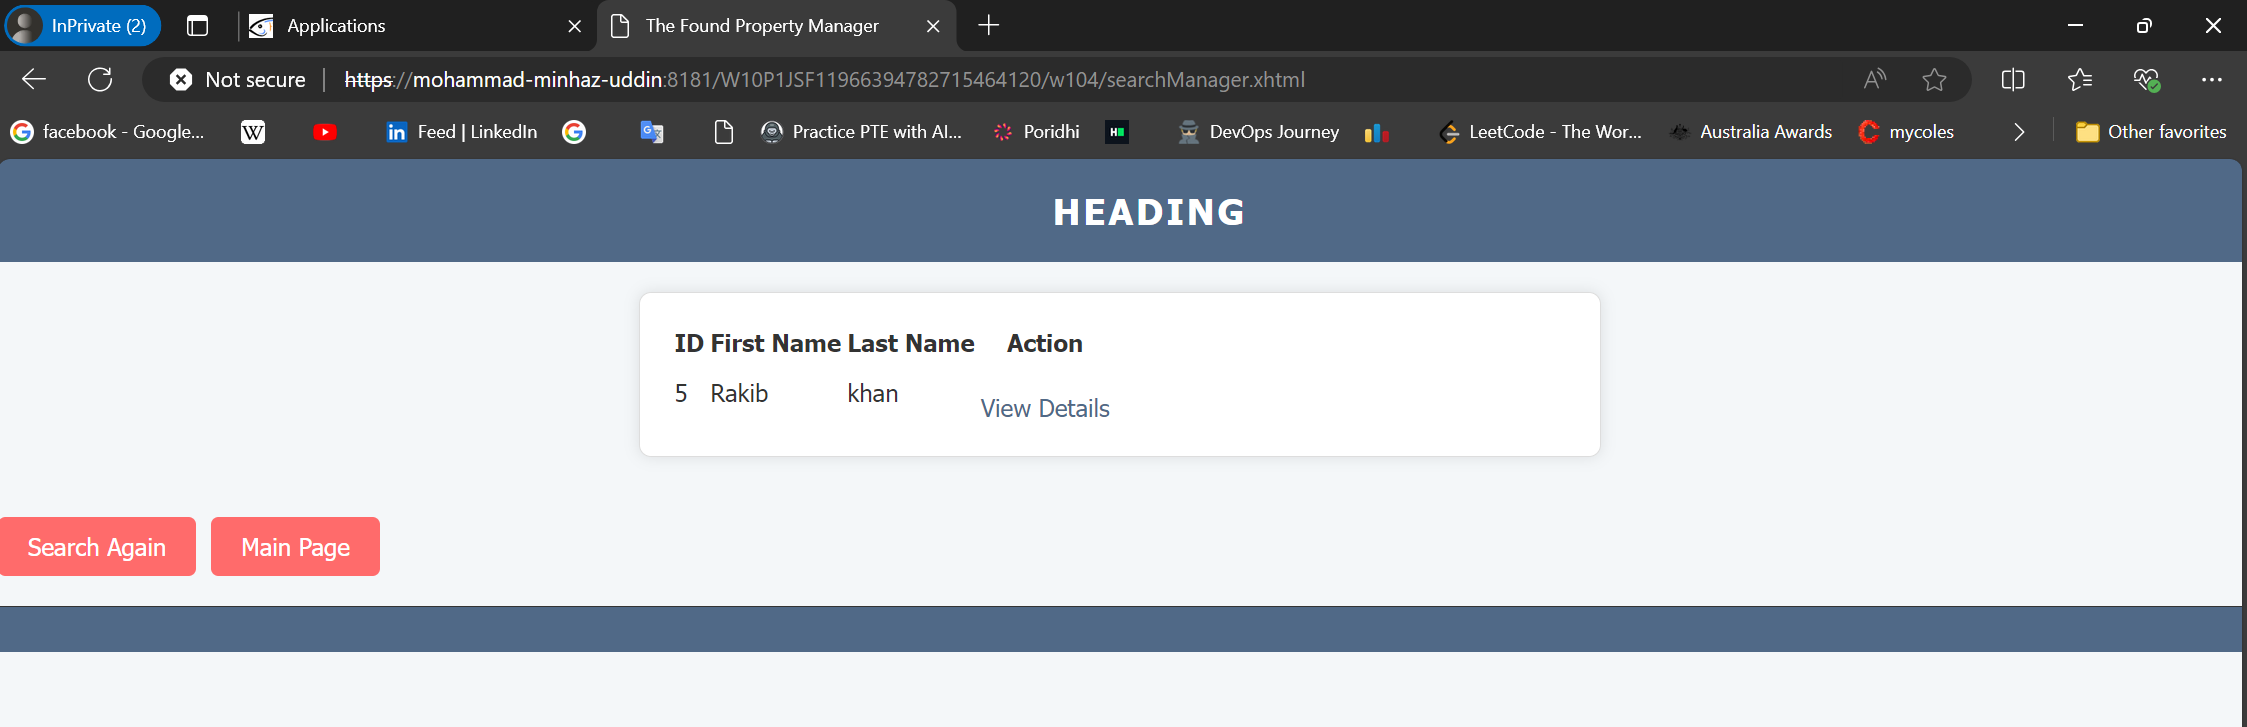 InPrivate (2) Applications The Found Property Manager
Not secure https://mohammad-minhaz-uddin:8181/W10P1JSF11966394782715464120/w104/searchManager.xhtml
facebook - Google... W in Feed | LinkedIn Practice PTE with AI... Poridhi H DevOps Journey LeetCode - The Wor... Australia Awards mycoles Other favorites
HEADING
ID First Name Last Name Action
5 Rakib khan View Details
Search Again Main Page